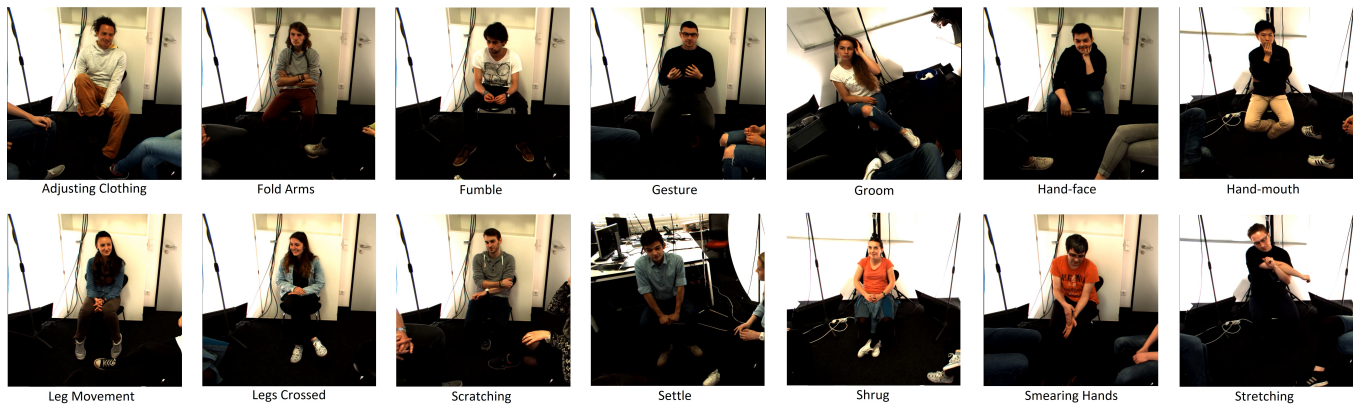 Adjusting Clothing
Fold Arms
Fumble
Gesture
Groom
Hand-face
Hand-mouth
Leg Movement
Legs Crossed
Scratching
Settle
Shrug
Smearing Hands
Stretching